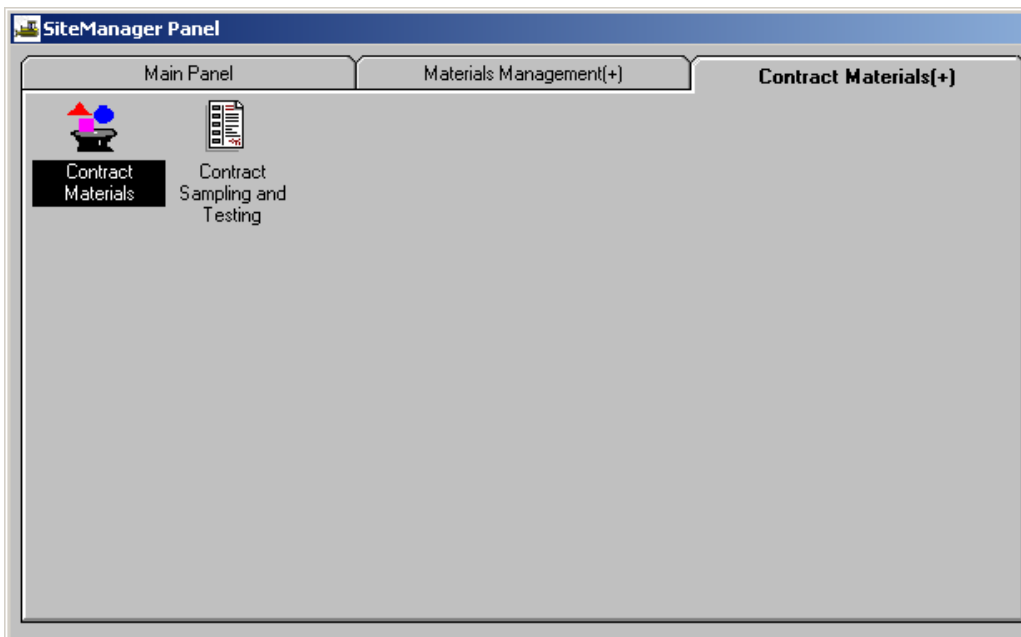 SiteManager Panel
Main Panel
Materials Management(+)
Contract Materials(+)
Contract
Materials
Contract
Sampling and
Testing